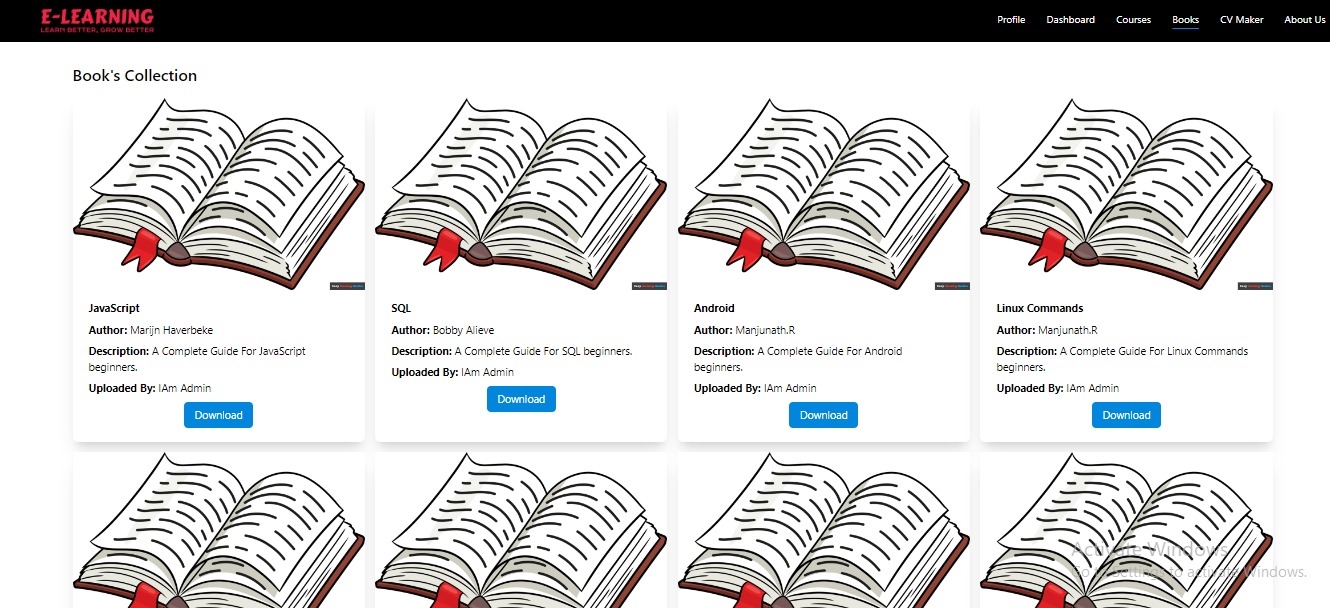 E-LEARNING
LEARN BETTER, GROW BETTER
Profile Dashboard Courses Books CV Maker About Us
Book's Collection
JavaScript
Author: Marijn Haverbeke
Description: A Complete Guide For JavaScript
beginners.
Uploaded By: IAm Admin
Download
SQL
Author: Bobby Alieve
Description: A Complete Guide For SQL beginners.
Uploaded By: IAm Admin
Download
Android
Author: Manjunath.R
Description: A Complete Guide For Android
beginners.
Uploaded By: IAm Admin
Download
Linux Commands
Author: Manjunath.R
Description: A Complete Guide For Linux Commands
beginners.
Uploaded By: IAm Admin
Download
Activate Windows
Go to Settings to activate Windows.